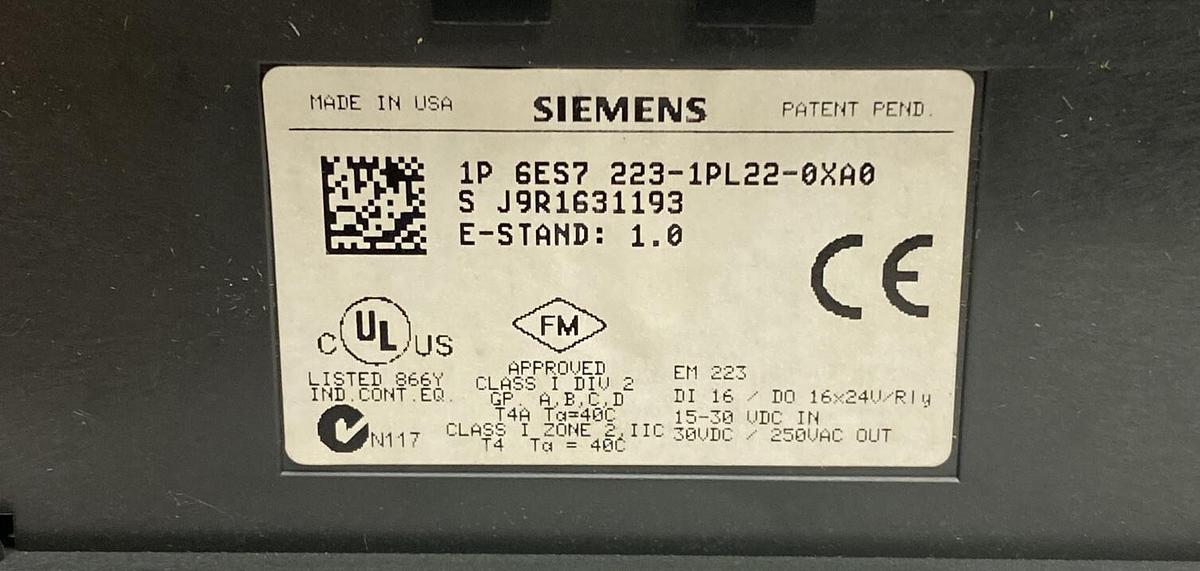 MADE IN USA SIEMENS PATENT PEND.
1P 6ES7 223-1PL22-0XA0
S J9R1631193
E-STAND: 1.0
CE
C UL US
LISTED 866Y
IND.CONT.EQ.
N117
FM
APPROVED
CLASS I DIV 2
GP. A,B,C,D
T4A Ta=40C
CLASS I ZONE 2,IIC
T4 Ta = 40C
EM 223
DI 16 / DO 16x24V/Rly
15-30 VDC IN
30VDC / 250VAC OUT